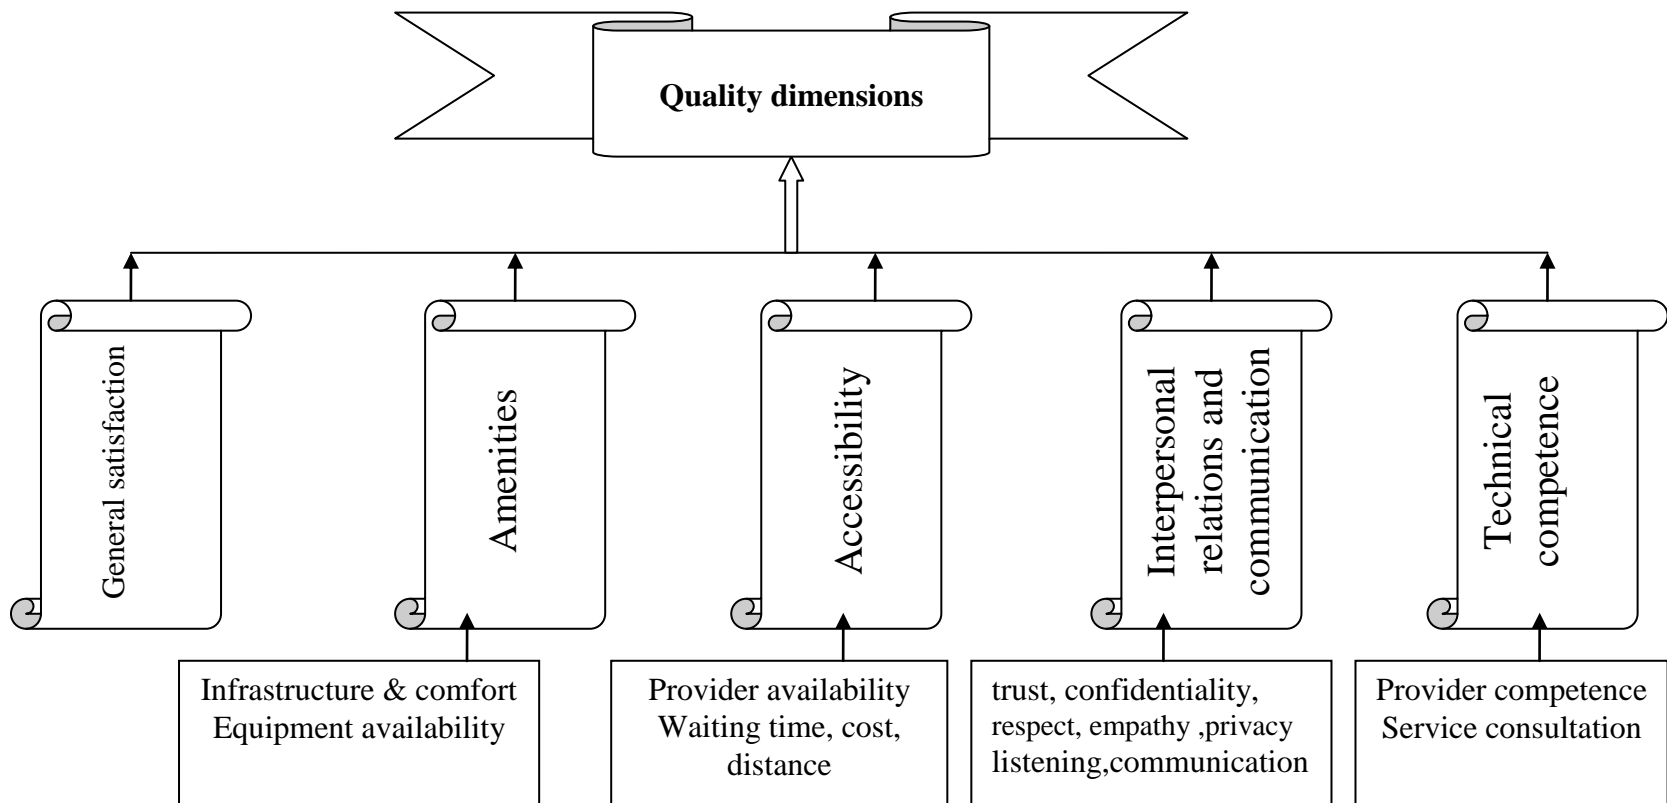 Quality dimensions
General satisfaction
Amenities
Accessibility
Interpersonal
relations and
communication
Technical
competence
Infrastructure & comfort
Equipment availability
Provider availability
Waiting time, cost,
distance
trust, confidentiality,
respect, empathy ,privacy
listening,communication
Provider competence
Service consultation